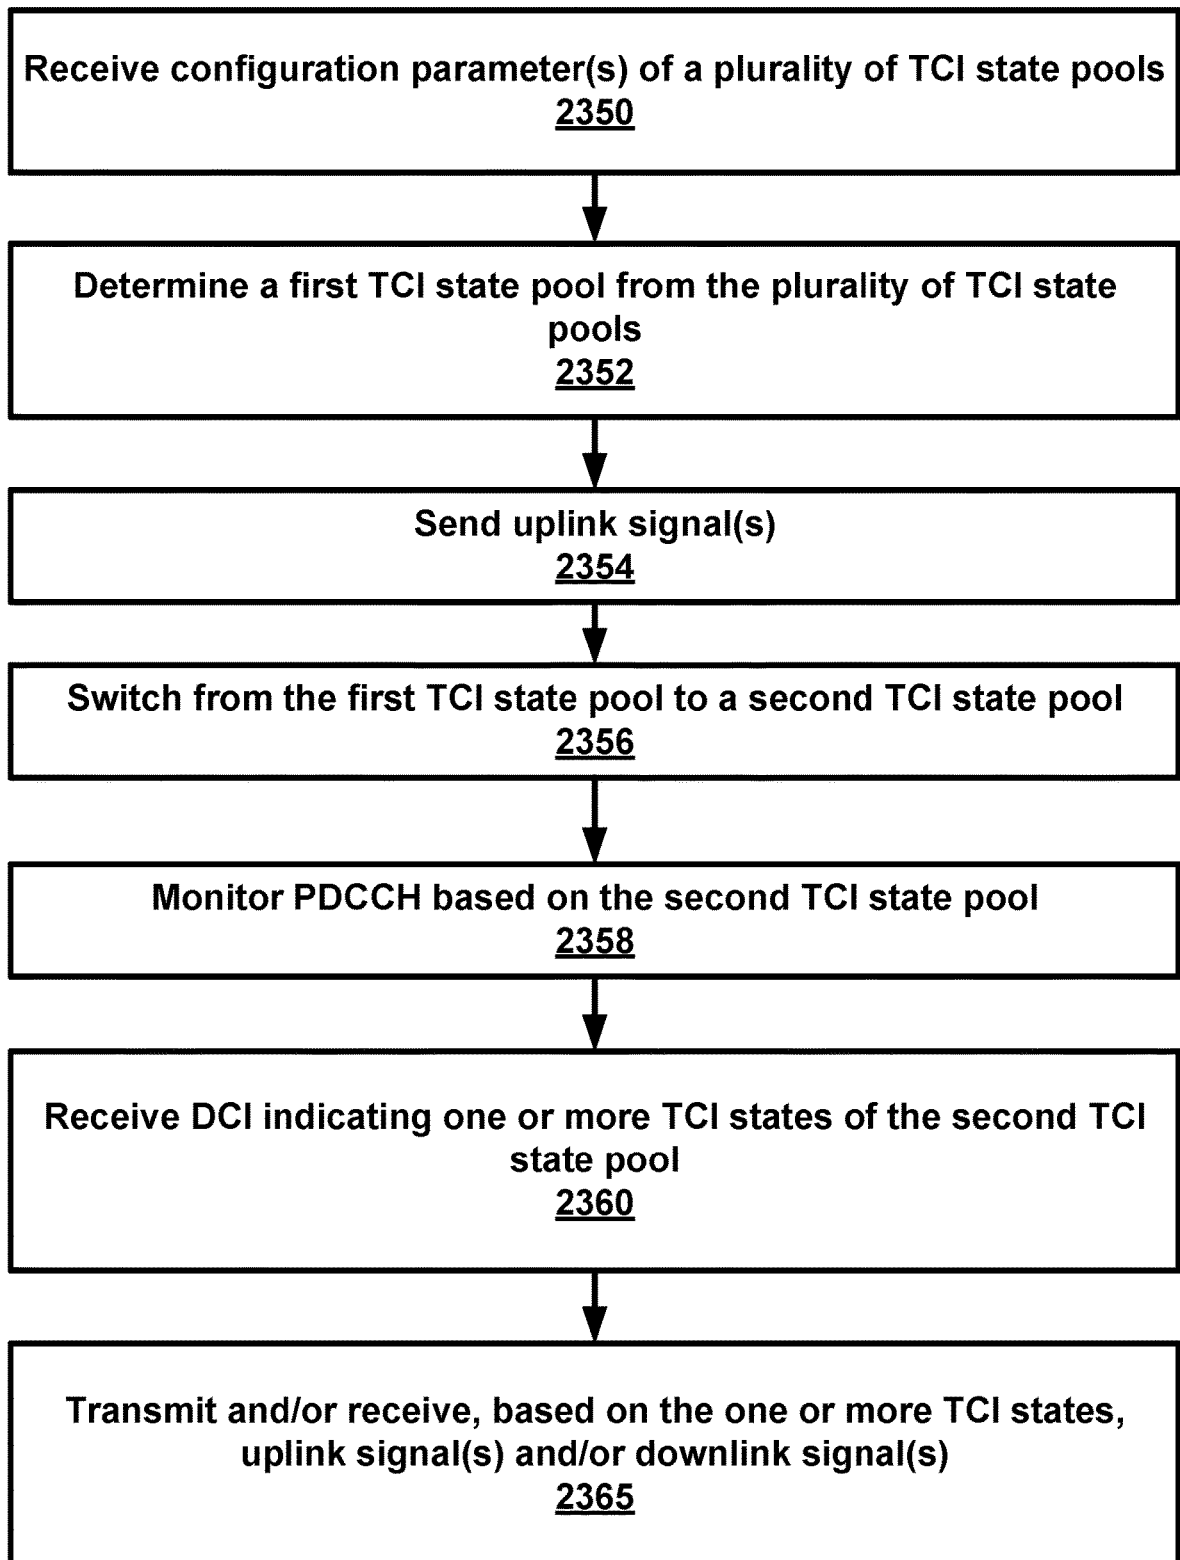 Receive configuration parameter(s) of a plurality of TCI state pools
2350
Determine a first TCI state pool from the plurality of TCI state
pools
2352
Send uplink signal(s)
2354
Switch from the first TCI state pool to a second TCI state pool
2356
Monitor PDCCH based on the second TCI state pool
2358
Receive DCI indicating one or more TCI states of the second TCI
state pool
2360
Transmit and/or receive, based on the one or more TCI states,
uplink signal(s) and/or downlink signal(s)
2365